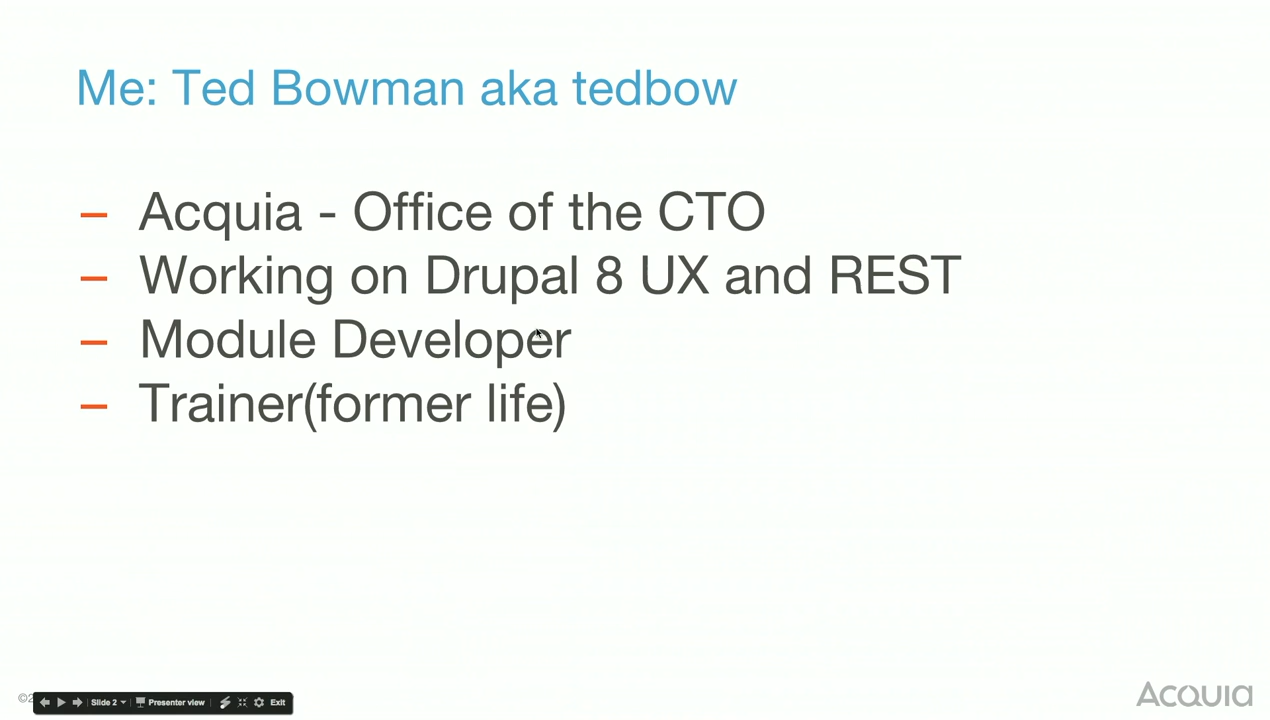 Me: Ted Bowman aka tedbow
– Acquia - Office of the CTO
– Working on Drupal 8 UX and REST
– Module Developer
– Trainer(former life)
©2
Slide 2 Presenter view Exit
Acquia